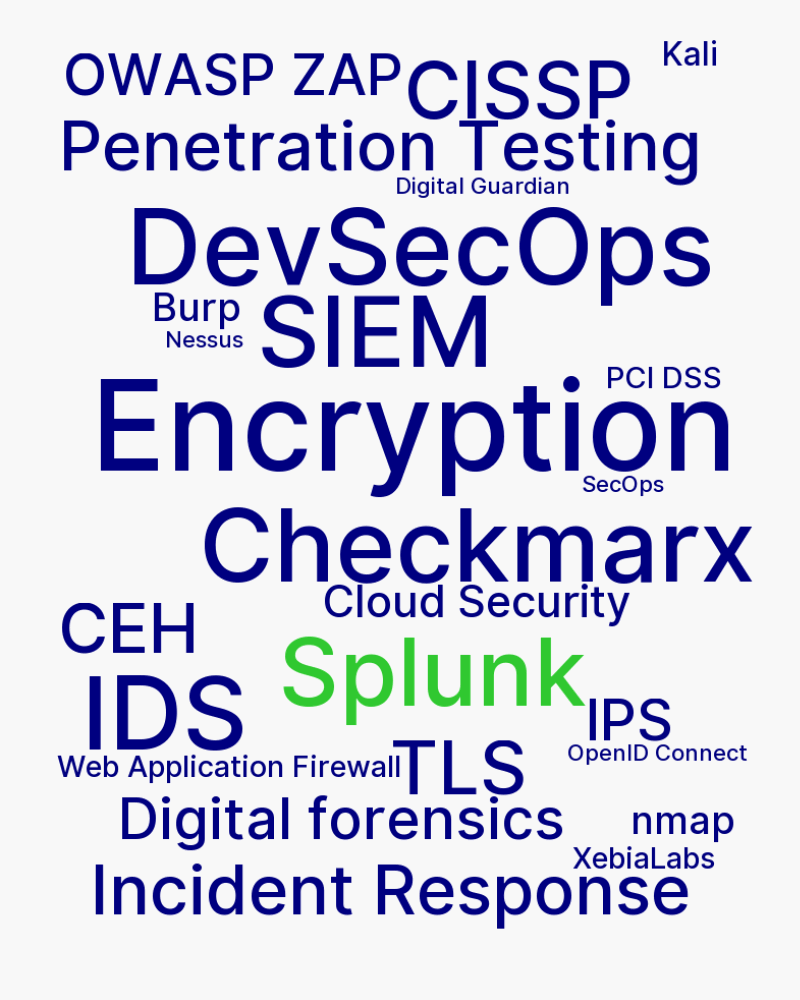 Kali
OWASP ZAP
CISSP
Penetration Testing
Digital Guardian
DevSecOps
Burp
SIEM
Nessus
PCI DSS
Encryption
SecOps
Checkmarx
Cloud Security
CEH
Splunk
IDS
IPS
OpenID Connect
Web Application Firewall
TLS
Digital forensics
nmap
XebiaLabs
Incident Response